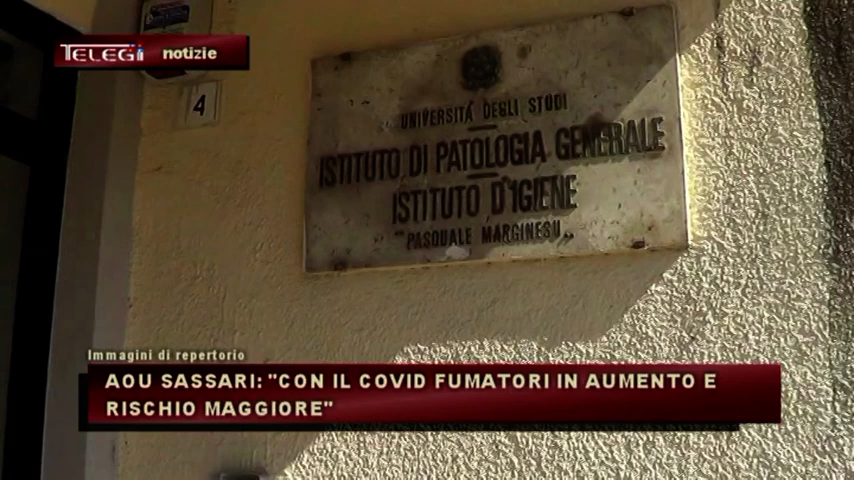 TELEGI notizie
4
UNIVERSITÁ DEGLI STUDI
ISTITUTO DI PATOLOGIA GENERALE
ISTITUTO D'IGIENE
"PASQUALE MARGINESU"
Immagini di repertorio
AOU SASSARI: "CON IL COVID FUMATORI IN AUMENTO E
RISCHIO MAGGIORE"